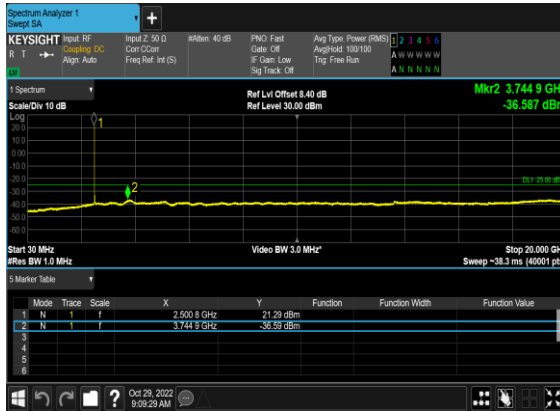 Spectrum Analyzer 1
Swept SA
+
KEYSIGHT
R T
Input: RF
Coupling: DC
Align: Auto
Input Z: 50 Ω
Corr CCorr
Freq Ref: Int (S)
#Atten: 40 dB
PNO: Fast
Gate: Off
IF Gain: Low
Sig Track: Off
Avg Type: Power (RMS)
Avg|Hold: 100/100
Trig: Free Run
1 2 3 4 5 6
A W W W W W
A N N N N N
1 Spectrum
Scale/Div 10 dB
Ref Lvl Offset 8.40 dB
Ref Level 30.00 dBm
Mkr2 3.744 9 GHz
-36.587 dBm
Log
20.0
10.0
0.00
-10.0
-20.0
-30.0
-40.0
-50.0
-60.0
1
2
DL1 -25.00 dB
Start 30 MHz
#Res BW 1.0 MHz
Video BW 3.0 MHz*
Stop 20.000 GH
Sweep ~38.3 ms (40001 pt
5 Marker Table
Mode Trace Scale X Y Function Function Width Function Value
1 N 1 f 2.500 8 GHz 21.29 dBm
2 N 1 f 3.744 9 GHz -36.59 dBm
3
4
5
6
?
Oct 29, 2022
9:09:29 AM